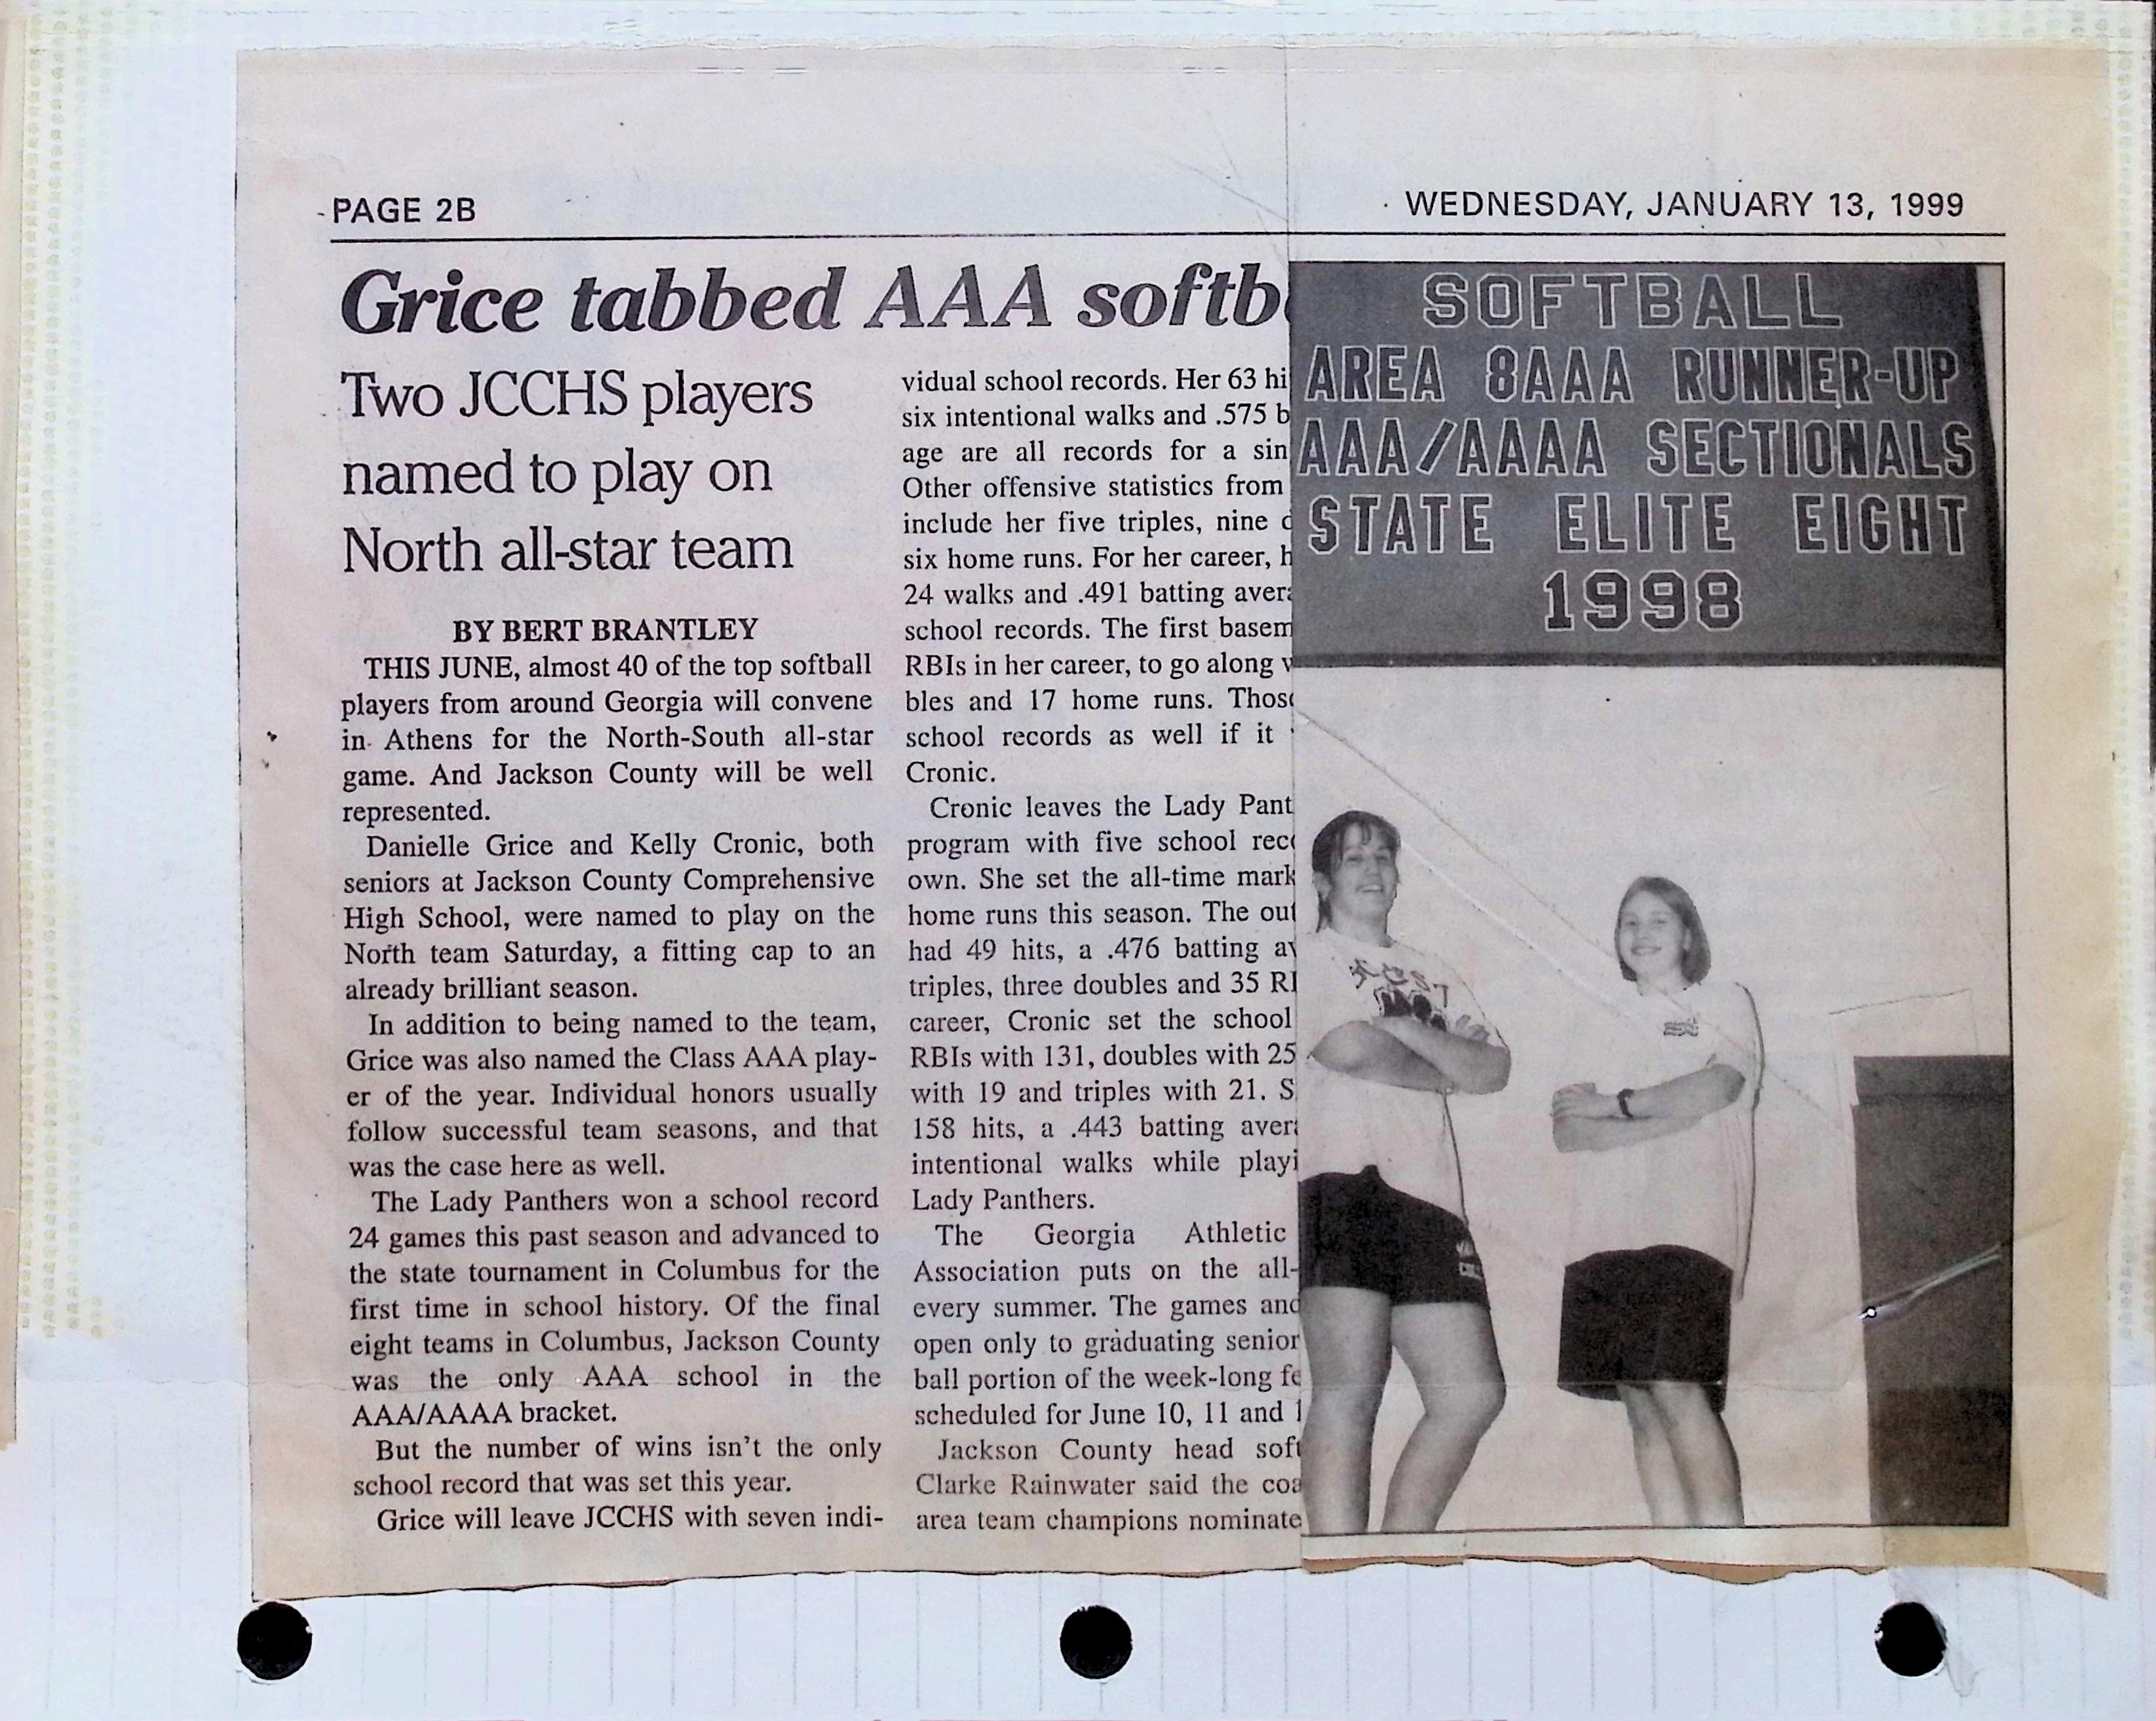 PAGE 2B
WEDNESDAY, JANUARY 13, 1999
Grice tabbed AAA softb
Two JCCHS players
named to play on
North all-star team
BY BERT BRANTLEY
THIS JUNE, almost 40 of the top softball
players from around Georgia will convene
in Athens for the North-South all-star
game. And Jackson County will be well
represented.
Danielle Grice and Kelly Cronic, both
seniors at Jackson County Comprehensive
High School, were named to play on the
North team Saturday, a fitting cap to an
already brilliant season.
In addition to being named to the team,
Grice was also named the Class AAA play-
er of the year. Individual honors usually
follow successful team seasons, and that
was the case here as well.
The Lady Panthers won a school record
24 games this past season and advanced to
the state tournament in Columbus for the
first time in school history. Of the final
eight teams in Columbus, Jackson County
was the only AAA school in the
AAA/AAAA bracket.
But the number of wins isn't the only
school record that was set this year.
Grice will leave JCCHS with seven indi-
vidual school records. Her 63 hi
six intentional walks and .575 b
age are all records for a sin
Other offensive statistics from
include her five triples, nine d
six home runs. For her career, h
24 walks and .491 batting avera
school records. The first basem
RBIs in her career, to go along w
bles and 17 home runs. Those
school records as well if it
Cronic.
Cronic leaves the Lady Pant
program with five school reco
own. She set the all-time mark
home runs this season. The out
had 49 hits, a .476 batting av
triples, three doubles and 35 RI
career, Cronic set the school
RBIs with 131, doubles with 25
with 19 and triples with 21. S
158 hits, a .443 batting avera
intentional walks while playi
Lady Panthers.
The Georgia Athletic
Association puts on the all-
every summer. The games and
open only to graduating senior
ball portion of the week-long fe
scheduled for June 10, 11 and 1
Jackson County head soft
Clarke Rainwater said the coa
area team champions nominate
SOFTBALL
AREA 8AAA RUNNER-UP
AAA/AAAA SECTIONALS
STATE ELITE EIGHT
1998